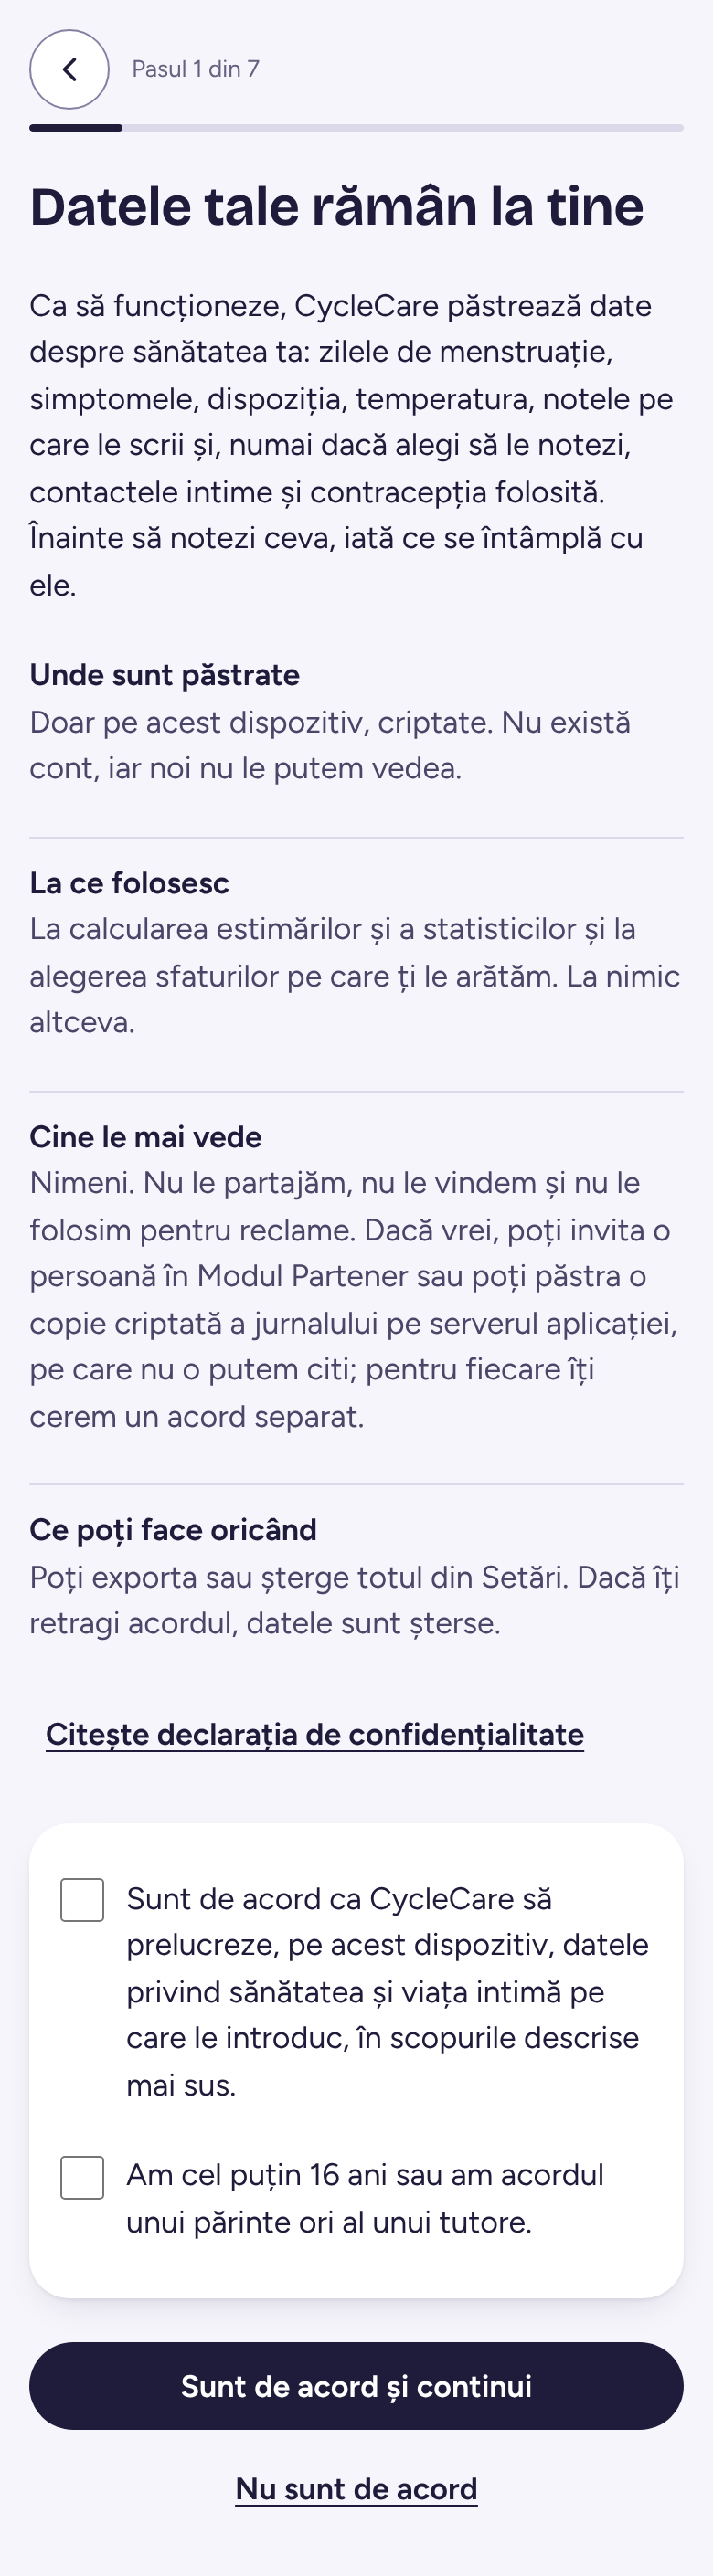 Pasul 1 din 7
Datele tale rămân la tine
Ca să funcționeze, CycleCare păstrează date
despre sănătatea ta: zilele de menstruație,
simptomele, dispoziția, temperatura, notele pe
care le scrii și, numai dacă alegi să le notezi,
contactele intime și contracepția folosită.
Înainte să notezi ceva, iată ce se întâmplă cu
ele.
Unde sunt păstrate
Doar pe acest dispozitiv, criptate. Nu există
cont, iar noi nu le putem vedea.
La ce folosesc
La calcularea estimărilor și a statisticilor și la
alegerea sfaturilor pe care ți le arătăm. La nimic
altceva.
Cine le mai vede
Nimeni. Nu le partajăm, nu le vindem și nu le
folosim pentru reclame. Dacă vrei, poți invita o
persoană în Modul Partener sau poți păstra o
copie criptată a jurnalului pe serverul aplicației,
pe care nu o putem citi; pentru fiecare îți
cerem un acord separat.
Ce poți face oricând
Poți exporta sau șterge totul din Setări. Dacă îți
retragi acordul, datele sunt șterse.
Citește declarația de confidențialitate
Sunt de acord ca CycleCare să
prelucreze, pe acest dispozitiv, datele
privind sănătatea și viața intimă pe
care le introduc, în scopurile descrise
mai sus.
Am cel puțin 16 ani sau am acordul
unui părinte ori al unui tutore.
Sunt de acord și continui
Nu sunt de acord